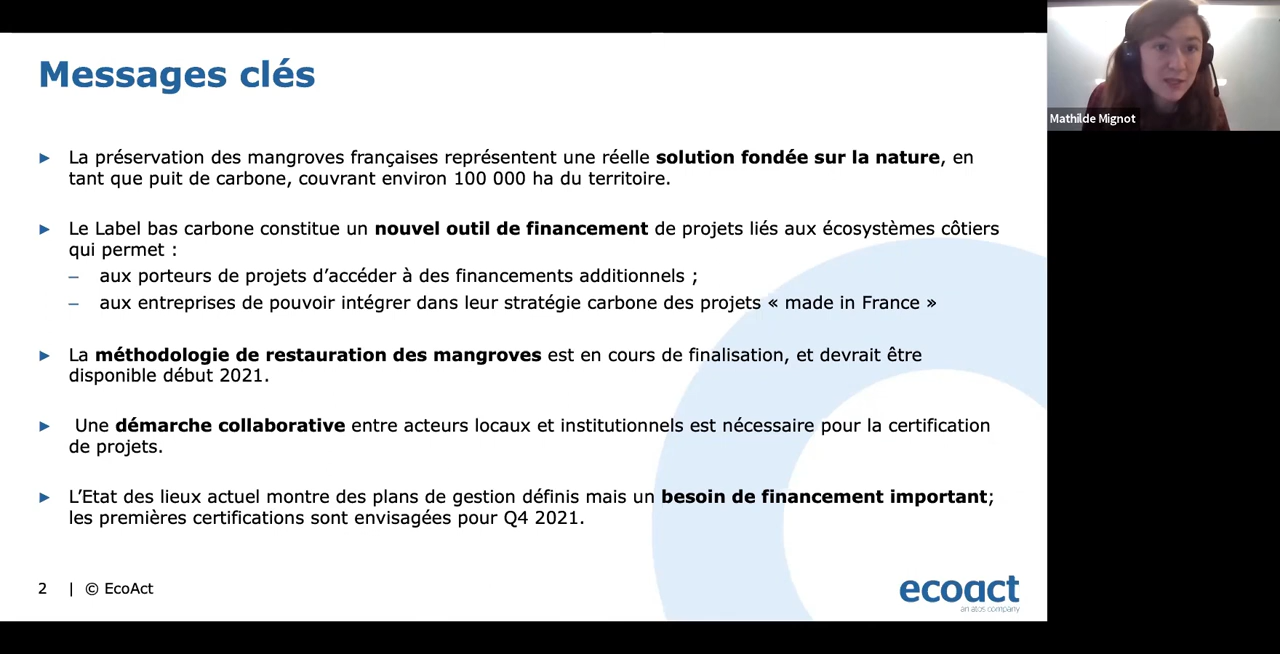 Messages clés
► La préservation des mangroves françaises représentent une réelle solution fondée sur la nature, en
tant que puit de carbone, couvrant environ 100 000 ha du territoire.
► Le Label bas carbone constitue un nouvel outil de financement de projets liés aux écosystèmes côtiers
qui permet :
– aux porteurs de projets d’accéder à des financements additionnels ;
– aux entreprises de pouvoir intégrer dans leur stratégie carbone des projets « made in France »
► La méthodologie de restauration des mangroves est en cours de finalisation, et devrait être
disponible début 2021.
► Une démarche collaborative entre acteurs locaux et institutionnels est nécessaire pour la certification
de projets.
► L’Etat des lieux actuel montre des plans de gestion définis mais un besoin de financement important;
les premières certifications sont envisagées pour Q4 2021.
2 | © EcoAct
ecoact
an atos company
Mathilde Mignot